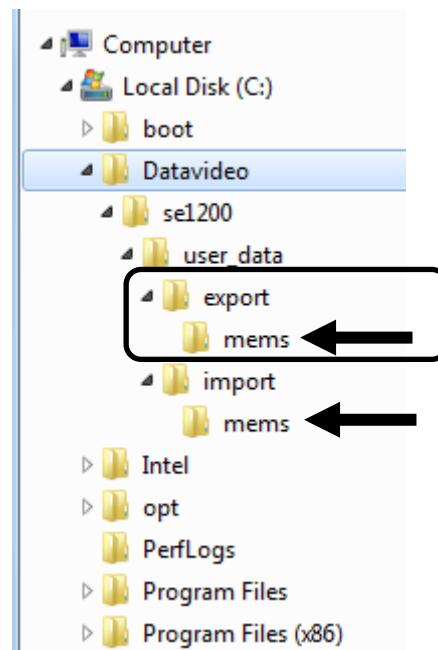 Computer
Local Disk (C:)
boot
Datavideo
se1200
user_data
export
mems
import
mems
Intel
opt
PerfLogs
Program Files
Program Files (x86)